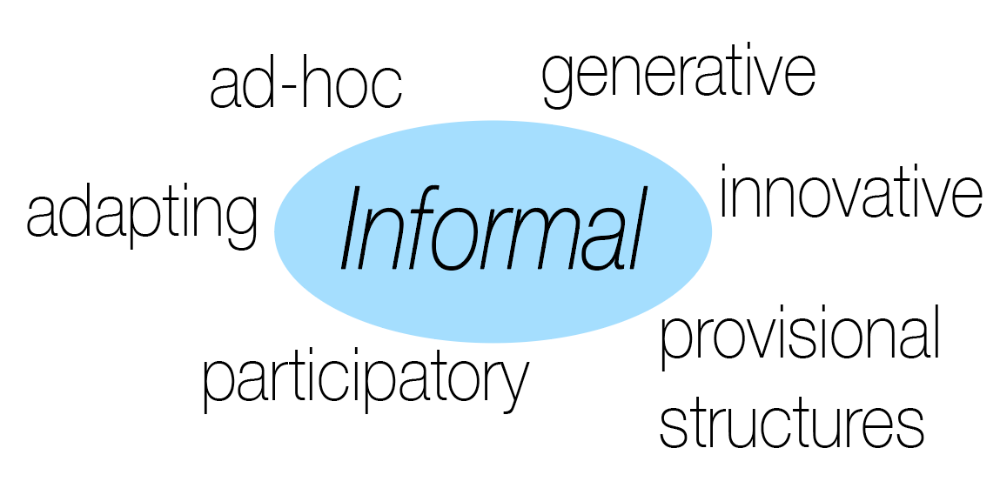 ad-hoc
generative
adapting
Informal
innovative
participatory
provisional
structures